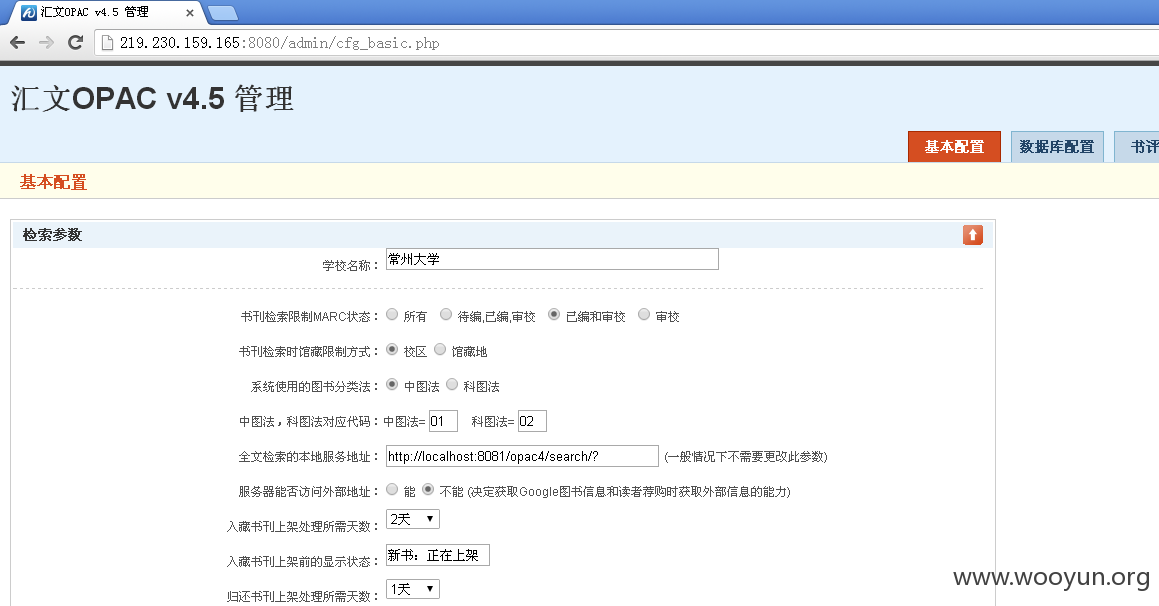 汇文OPAC v4.5 管理
219.230.159.165:8080/admin/cfg_basic.php
汇文OPAC v4.5 管理
基本配置 数据库配置 书评
基本配置
检索参数
学校名称： 常州大学
书刊检索限制MARC状态： 所有 待编,已编,审校 已编和审校 审校
书刊检索时馆藏限制方式： 校区 馆藏地
系统使用的图书分类法： 中图法 科图法
中图法，科图法对应代码：中图法= 01 科图法= 02
全文检索的本地服务地址： http://localhost:8081/opac4/search/? (一般情况下不需要更改此参数)
服务器能否访问外部地址： 能 不能 (决定获取Google图书信息和读者荐购时获取外部信息的能力)
入藏书刊上架处理所需天数： 2天
入藏书刊上架前的显示状态： 新书：正在上架
归还书刊上架处理所需天数： 1天
www.wooyun.org